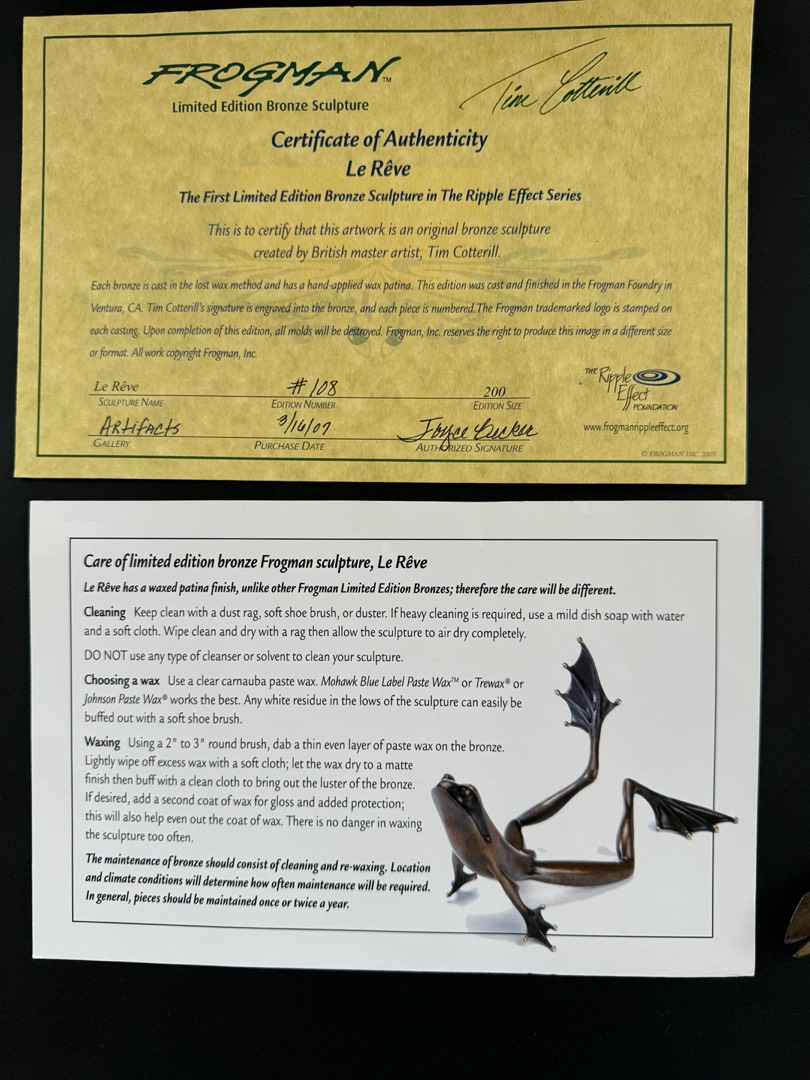 FROGMAN™
Limited Edition Bronze Sculpture
Tim Cotterill
Certificate of Authenticity
Le Rêve
The First Limited Edition Bronze Sculpture in The Ripple Effect Series
This is to certify that this artwork is an original bronze sculpture
created by British master artist, Tim Cotterill.
Each bronze is cast in the lost wax method and has a hand-applied wax patina. This edition was cast and finished in the Frogman Foundry in
Ventura, CA. Tim Cotterill's signature is engraved into the bronze, and each piece is numbered. The Frogman trademarked logo is stamped on
each casting. Upon completion of this edition, all molds will be destroyed. Frogman, Inc. reserves the right to produce this image in a different size
or format. All work copyright Frogman, Inc.
Le Rêve #108 200
SCULPTURE NAME EDITION NUMBER EDITION SIZE
ARTifACTS 3/16/07 Joyce
GALLERY PURCHASE DATE AUTHORIZED SIGNATURE
THE Ripple
Effect
FOUNDATION
www.frogmanrippleeffect.org
© FROGMAN INC
Care of limited edition bronze Frogman sculpture, Le Rêve
Le Rêve has a waxed patina finish, unlike other Frogman Limited Edition Bronzes; therefore the care will be different.
Cleaning Keep clean with a dust rag, soft shoe brush, or duster. If heavy cleaning is required, use a mild dish soap with water
and a soft cloth. Wipe clean and dry with a rag then allow the sculpture to air dry completely.
DO NOT use any type of cleanser or solvent to clean your sculpture.
Choosing a wax Use a clear carnauba paste wax. Mohawk Blue Label Paste Wax™ or Trewax® or
Johnson Paste Wax® works the best. Any white residue in the lows of the sculpture can easily be
buffed out with a soft shoe brush.
Waxing Using a 2" to 3" round brush, dab a thin even layer of paste wax on the bronze.
Lightly wipe off excess wax with a soft cloth; let the wax dry to a matte
finish then buff with a clean cloth to bring out the luster of the bronze.
If desired, add a second coat of wax for gloss and added protection;
this will also help even out the coat of wax. There is no danger in waxing
the sculpture too often.
The maintenance of bronze should consist of cleaning and re-waxing. Location
and climate conditions will determine how often maintenance will be required.
In general, pieces should be maintained once or twice a year.